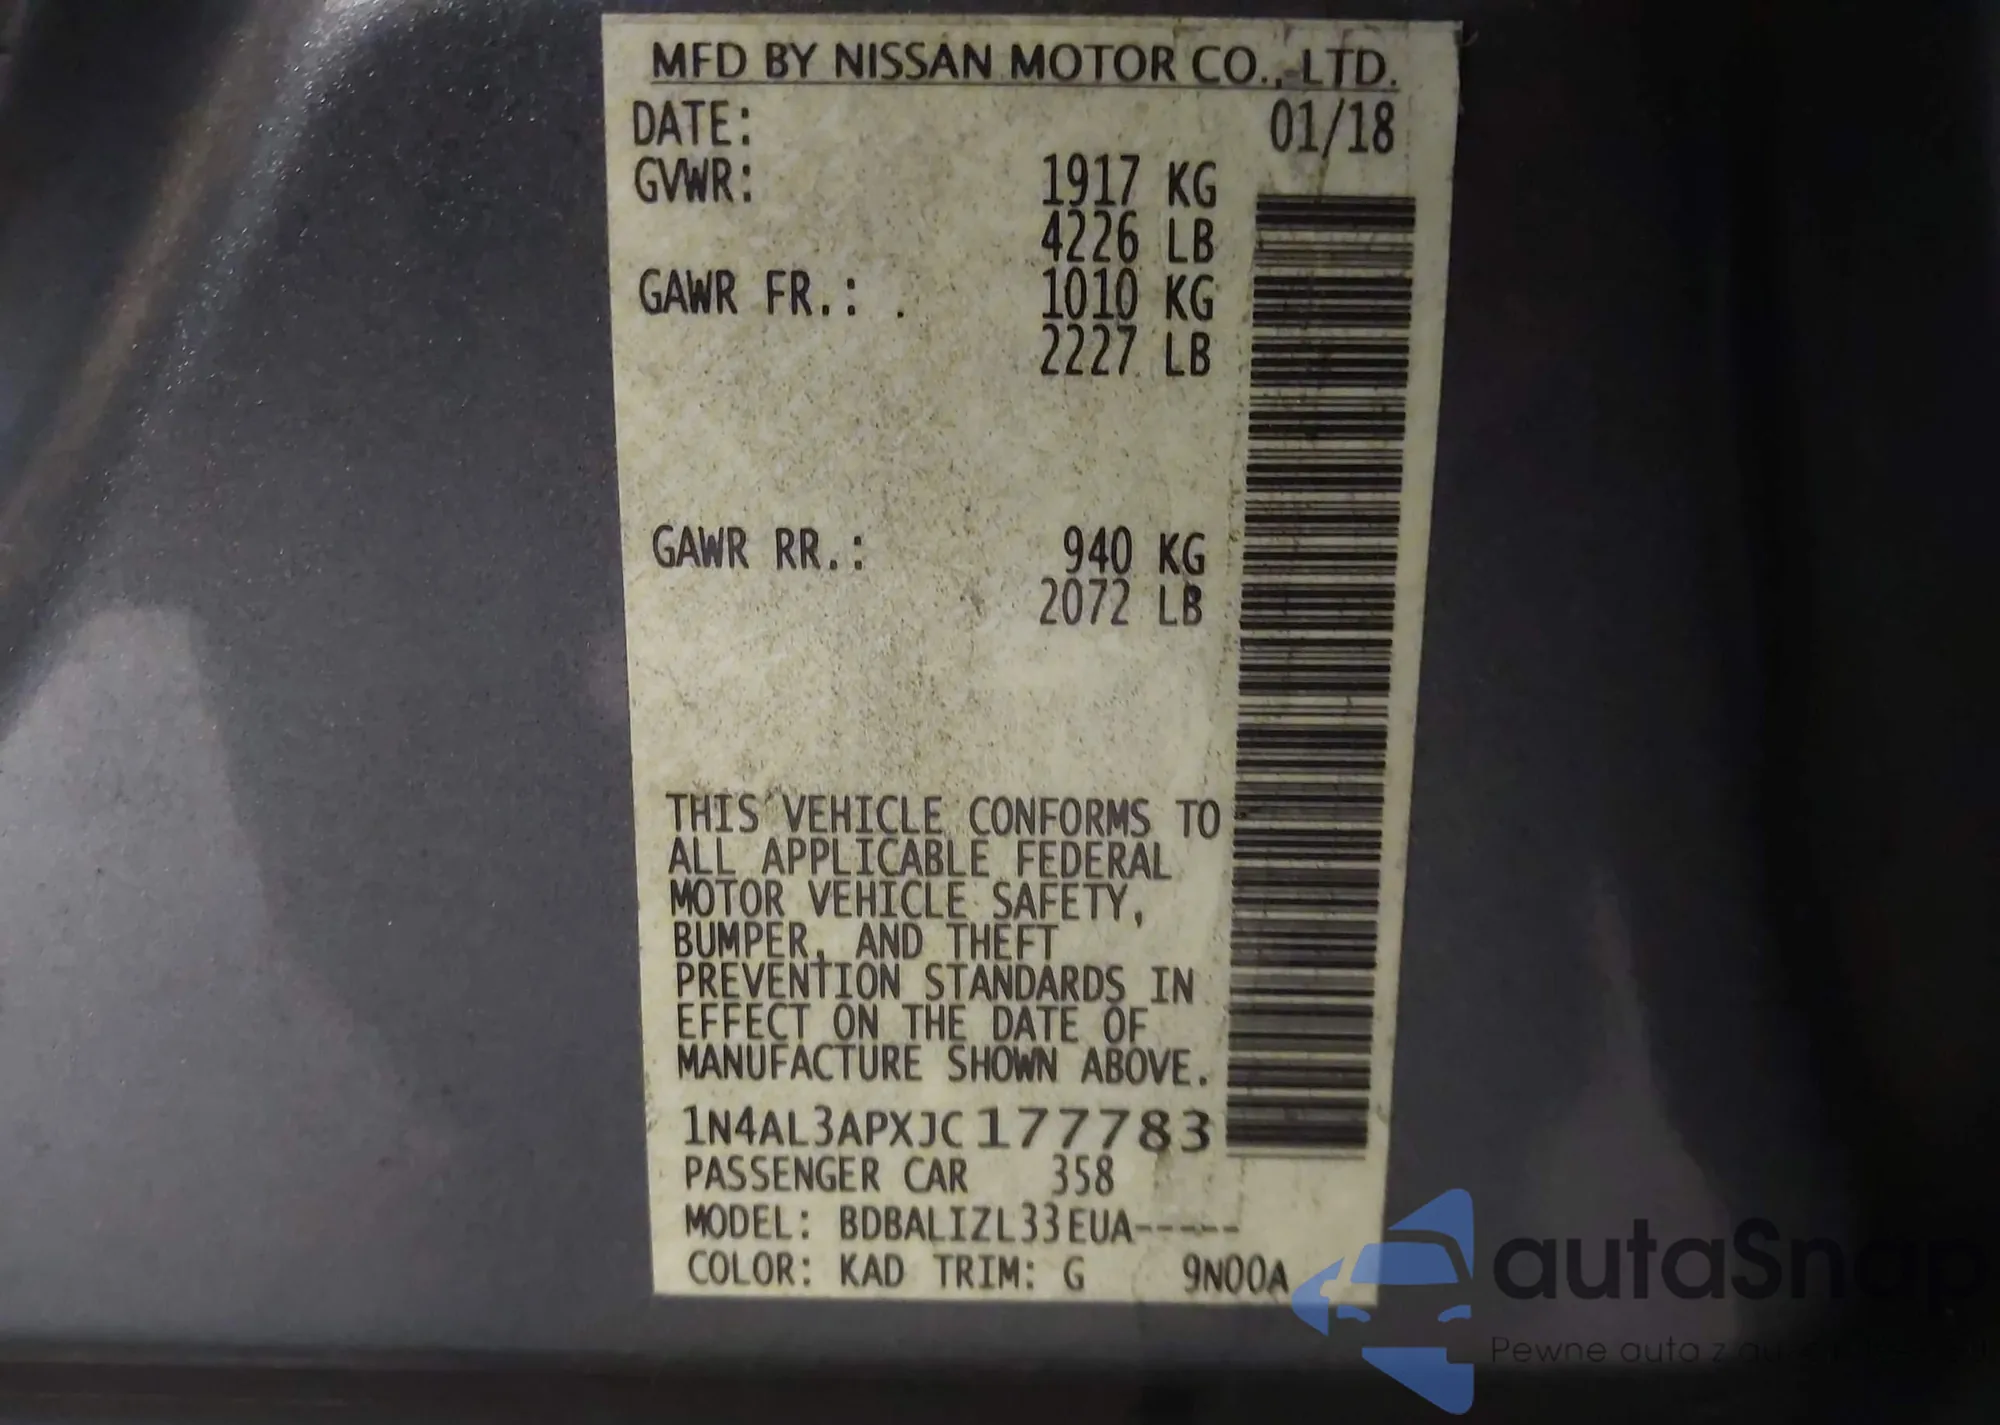 MFD BY NISSAN MOTOR CO., LTD.
DATE: 01/18
GVWR: 1917 KG
4226 LB
GAWR FR.: . 1010 KG
2227 LB
GAWR RR.: 940 KG
2072 LB
THIS VEHICLE CONFORMS TO
ALL APPLICABLE FEDERAL
MOTOR VEHICLE SAFETY,
BUMPER, AND THEFT
PREVENTION STANDARDS IN
EFFECT ON THE DATE OF
MANUFACTURE SHOWN ABOVE.
1N4AL3APXJC177783
PASSENGER CAR 358
MODEL: BDBALIZL33EUA-----
COLOR: KAD TRIM: G 9N00A
autaSnap
Pewne auto z